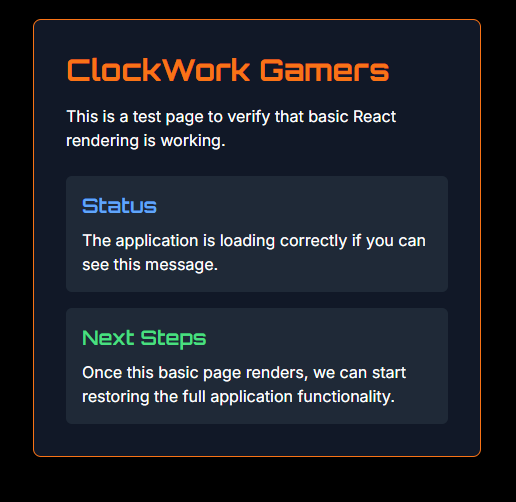 ClockWork Gamers
This is a test page to verify that basic React
rendering is working.
Status
The application is loading correctly if you can
see this message.
Next Steps
Once this basic page renders, we can start
restoring the full application functionality.